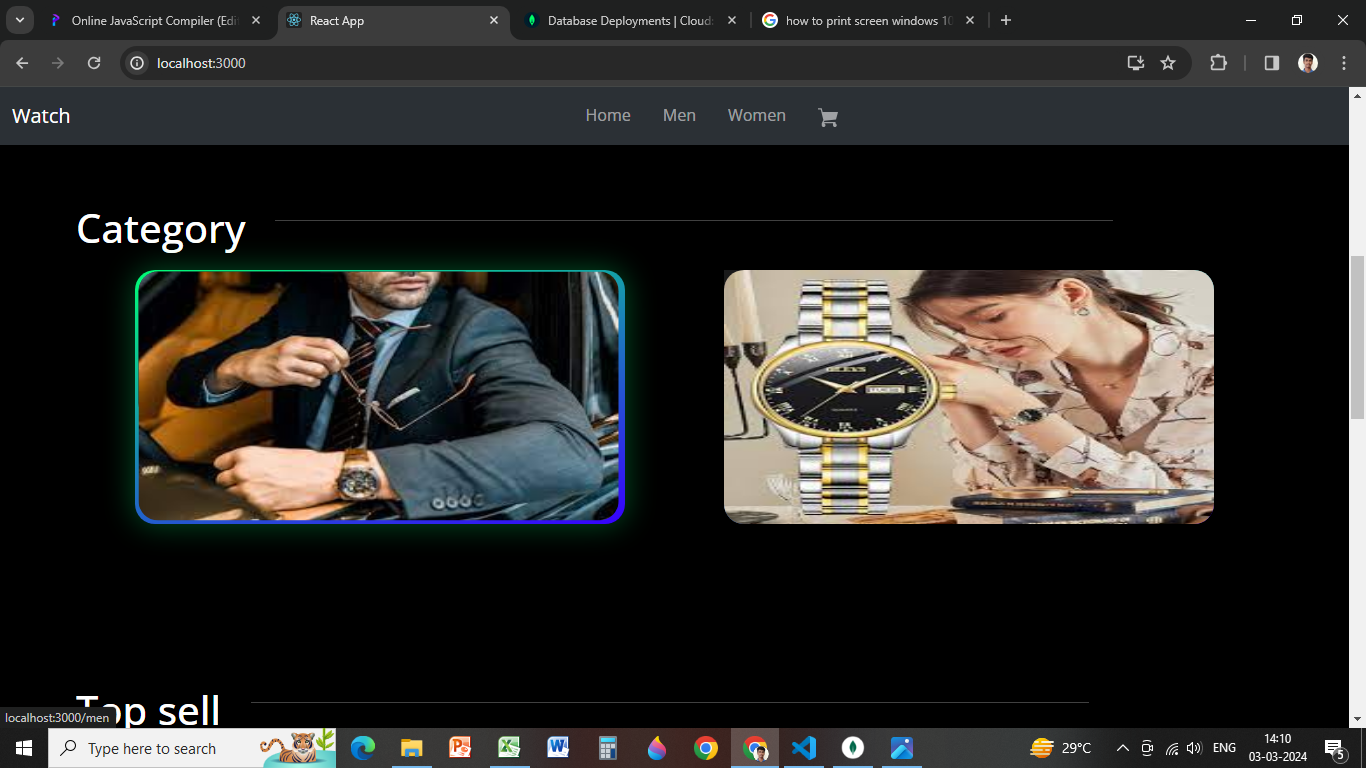 Online JavaScript Compiler (Edi
React App
Database Deployments | Cloud:
how to print screen windows 10
localhost:3000
Watch
Home
Men
Women
Category
Top sell
localhost:3000/men
Type here to search
29°C
ENG
14:10
03-03-2024
5